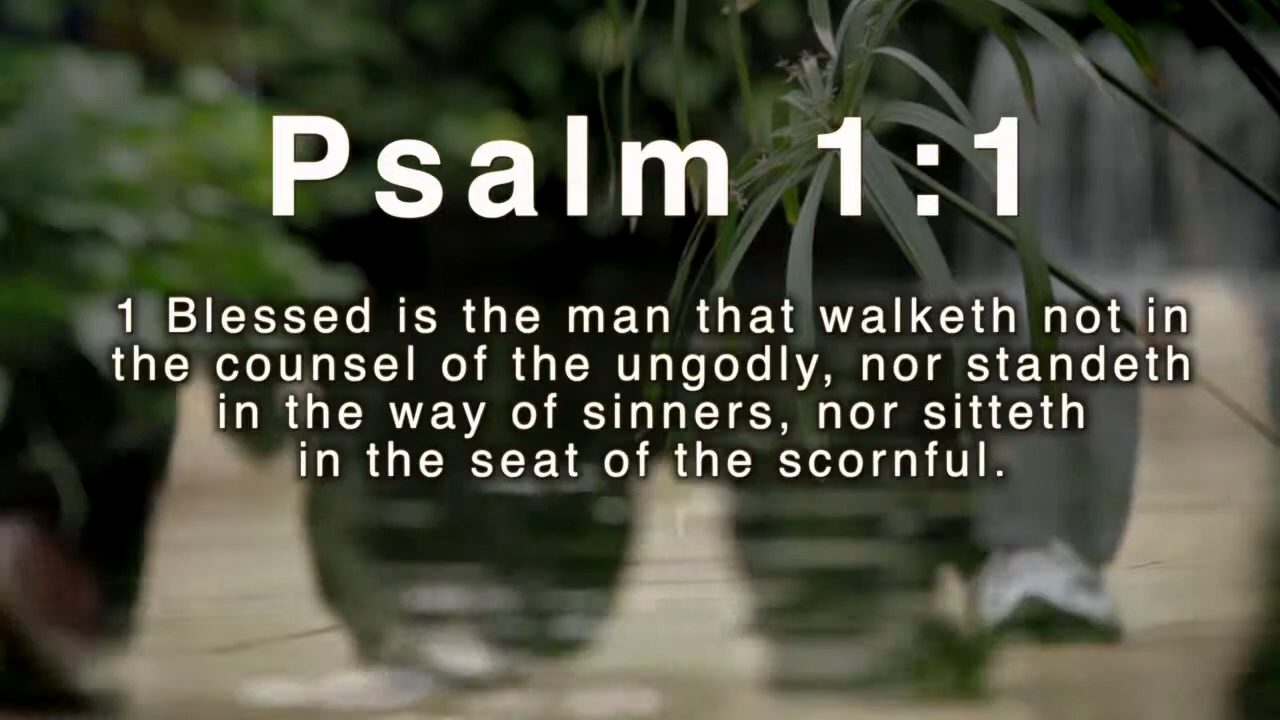 Psalm 1:1
1 Blessed is the man that walketh not in
the counsel of the ungodly, nor standeth
in the way of sinners, nor sitteth
in the seat of the scornful.